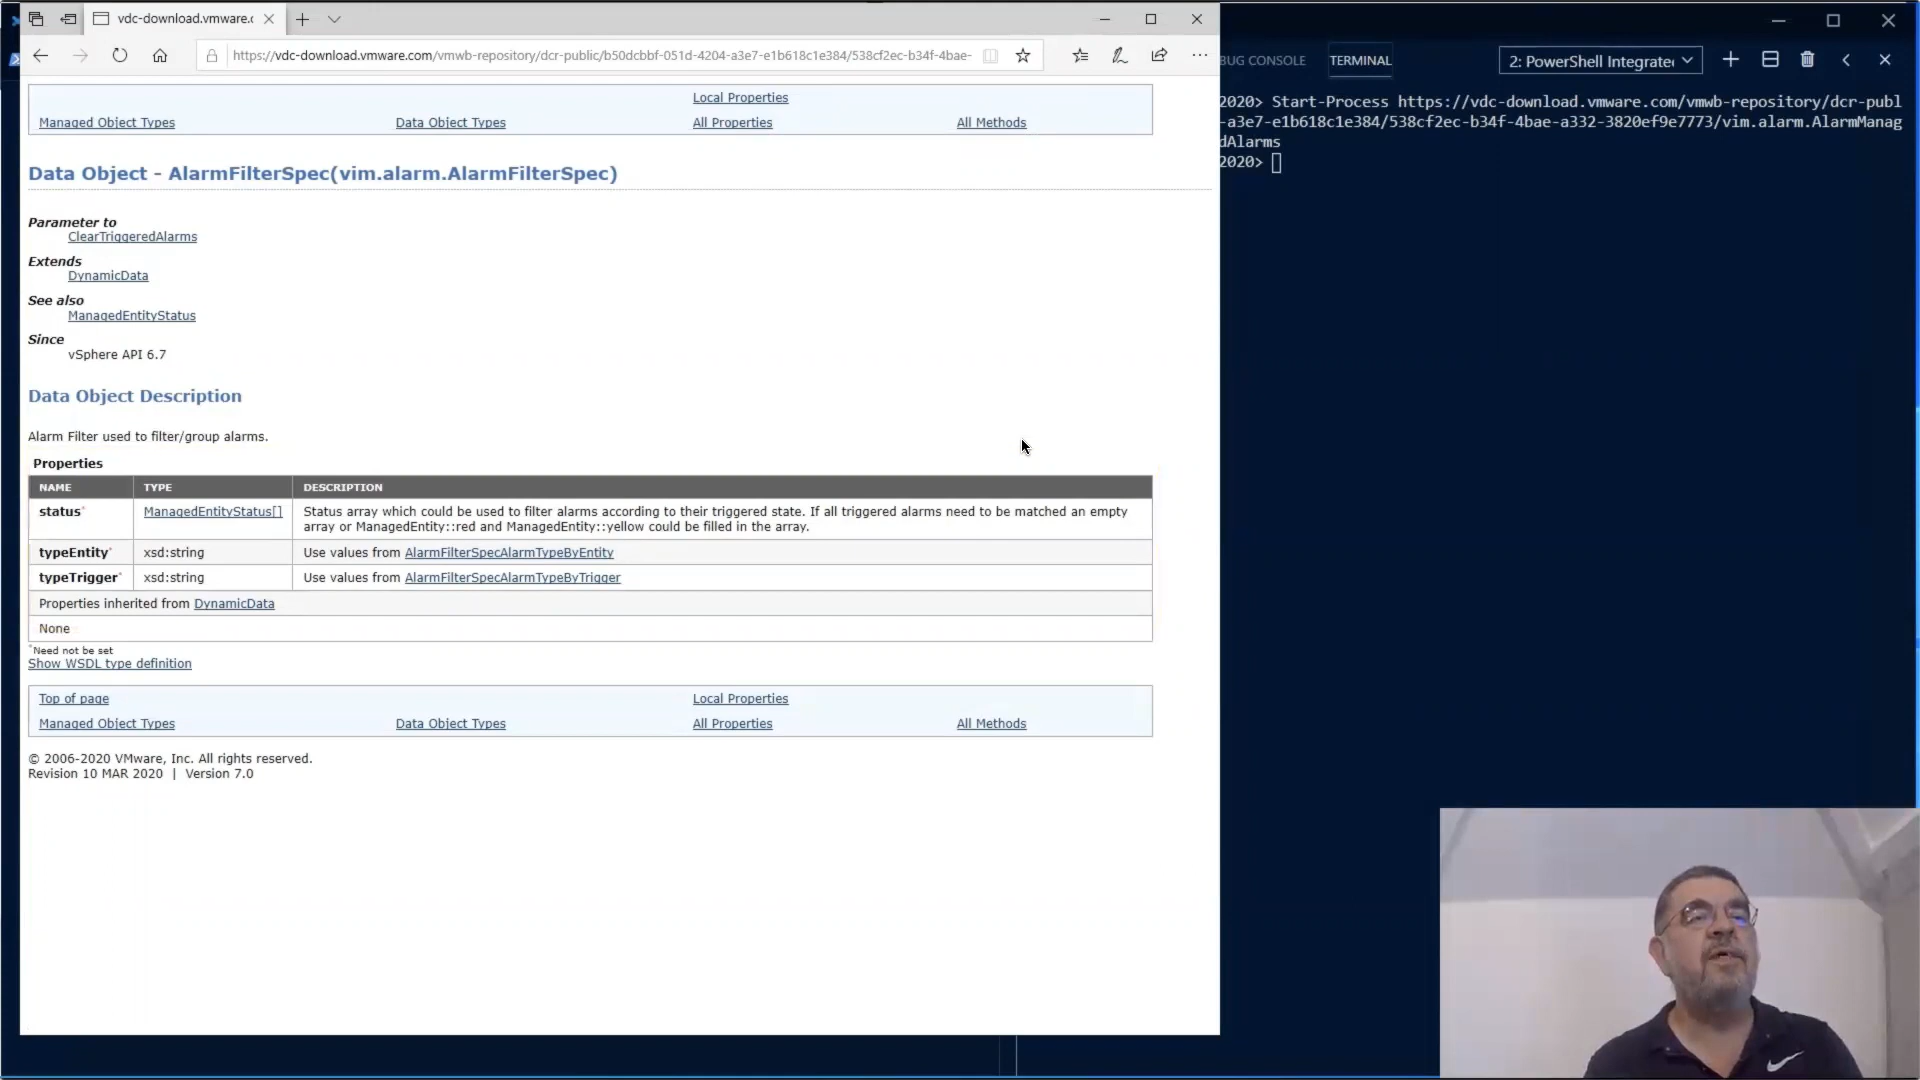 vdc-download.vmware.c
https://vdc-download.vmware.com/vmwb-repository/dcr-public/b50dcbbf-051d-4204-a3e7-e1b618c1e384/538cf2ec-b34f-4bae-
Local Properties
Managed Object Types Data Object Types All Properties All Methods
Data Object - AlarmFilterSpec(vim.alarm.AlarmFilterSpec)
Parameter to
ClearTriggeredAlarms
Extends
DynamicData
See also
ManagedEntityStatus
Since
vSphere API 6.7
Data Object Description
Alarm Filter used to filter/group alarms.
Properties
NAME TYPE DESCRIPTION
status* ManagedEntityStatus[] Status array which could be used to filter alarms according to their triggered state. If all triggered alarms need to be matched an empty
array or ManagedEntity::red and ManagedEntity::yellow could be filled in the array.
typeEntity* xsd:string Use values from AlarmFilterSpecAlarmTypeByEntity
typeTrigger* xsd:string Use values from AlarmFilterSpecAlarmTypeByTrigger
Properties inherited from DynamicData
None
*Need not be set
Show WSDL type definition
Top of page Local Properties
Managed Object Types Data Object Types All Properties All Methods
© 2006-2020 VMware, Inc. All rights reserved.
Revision 10 MAR 2020 | Version 7.0
BUG CONSOLE TERMINAL 2: PowerShell Integrate
2020> Start-Process https://vdc-download.vmware.com/vmwb-repository/dcr-publ
-a3e7-e1b618c1e384/538cf2ec-b34f-4bae-a332-3820ef9e7773/vim.alarm.AlarmManag
dAlarms
2020>